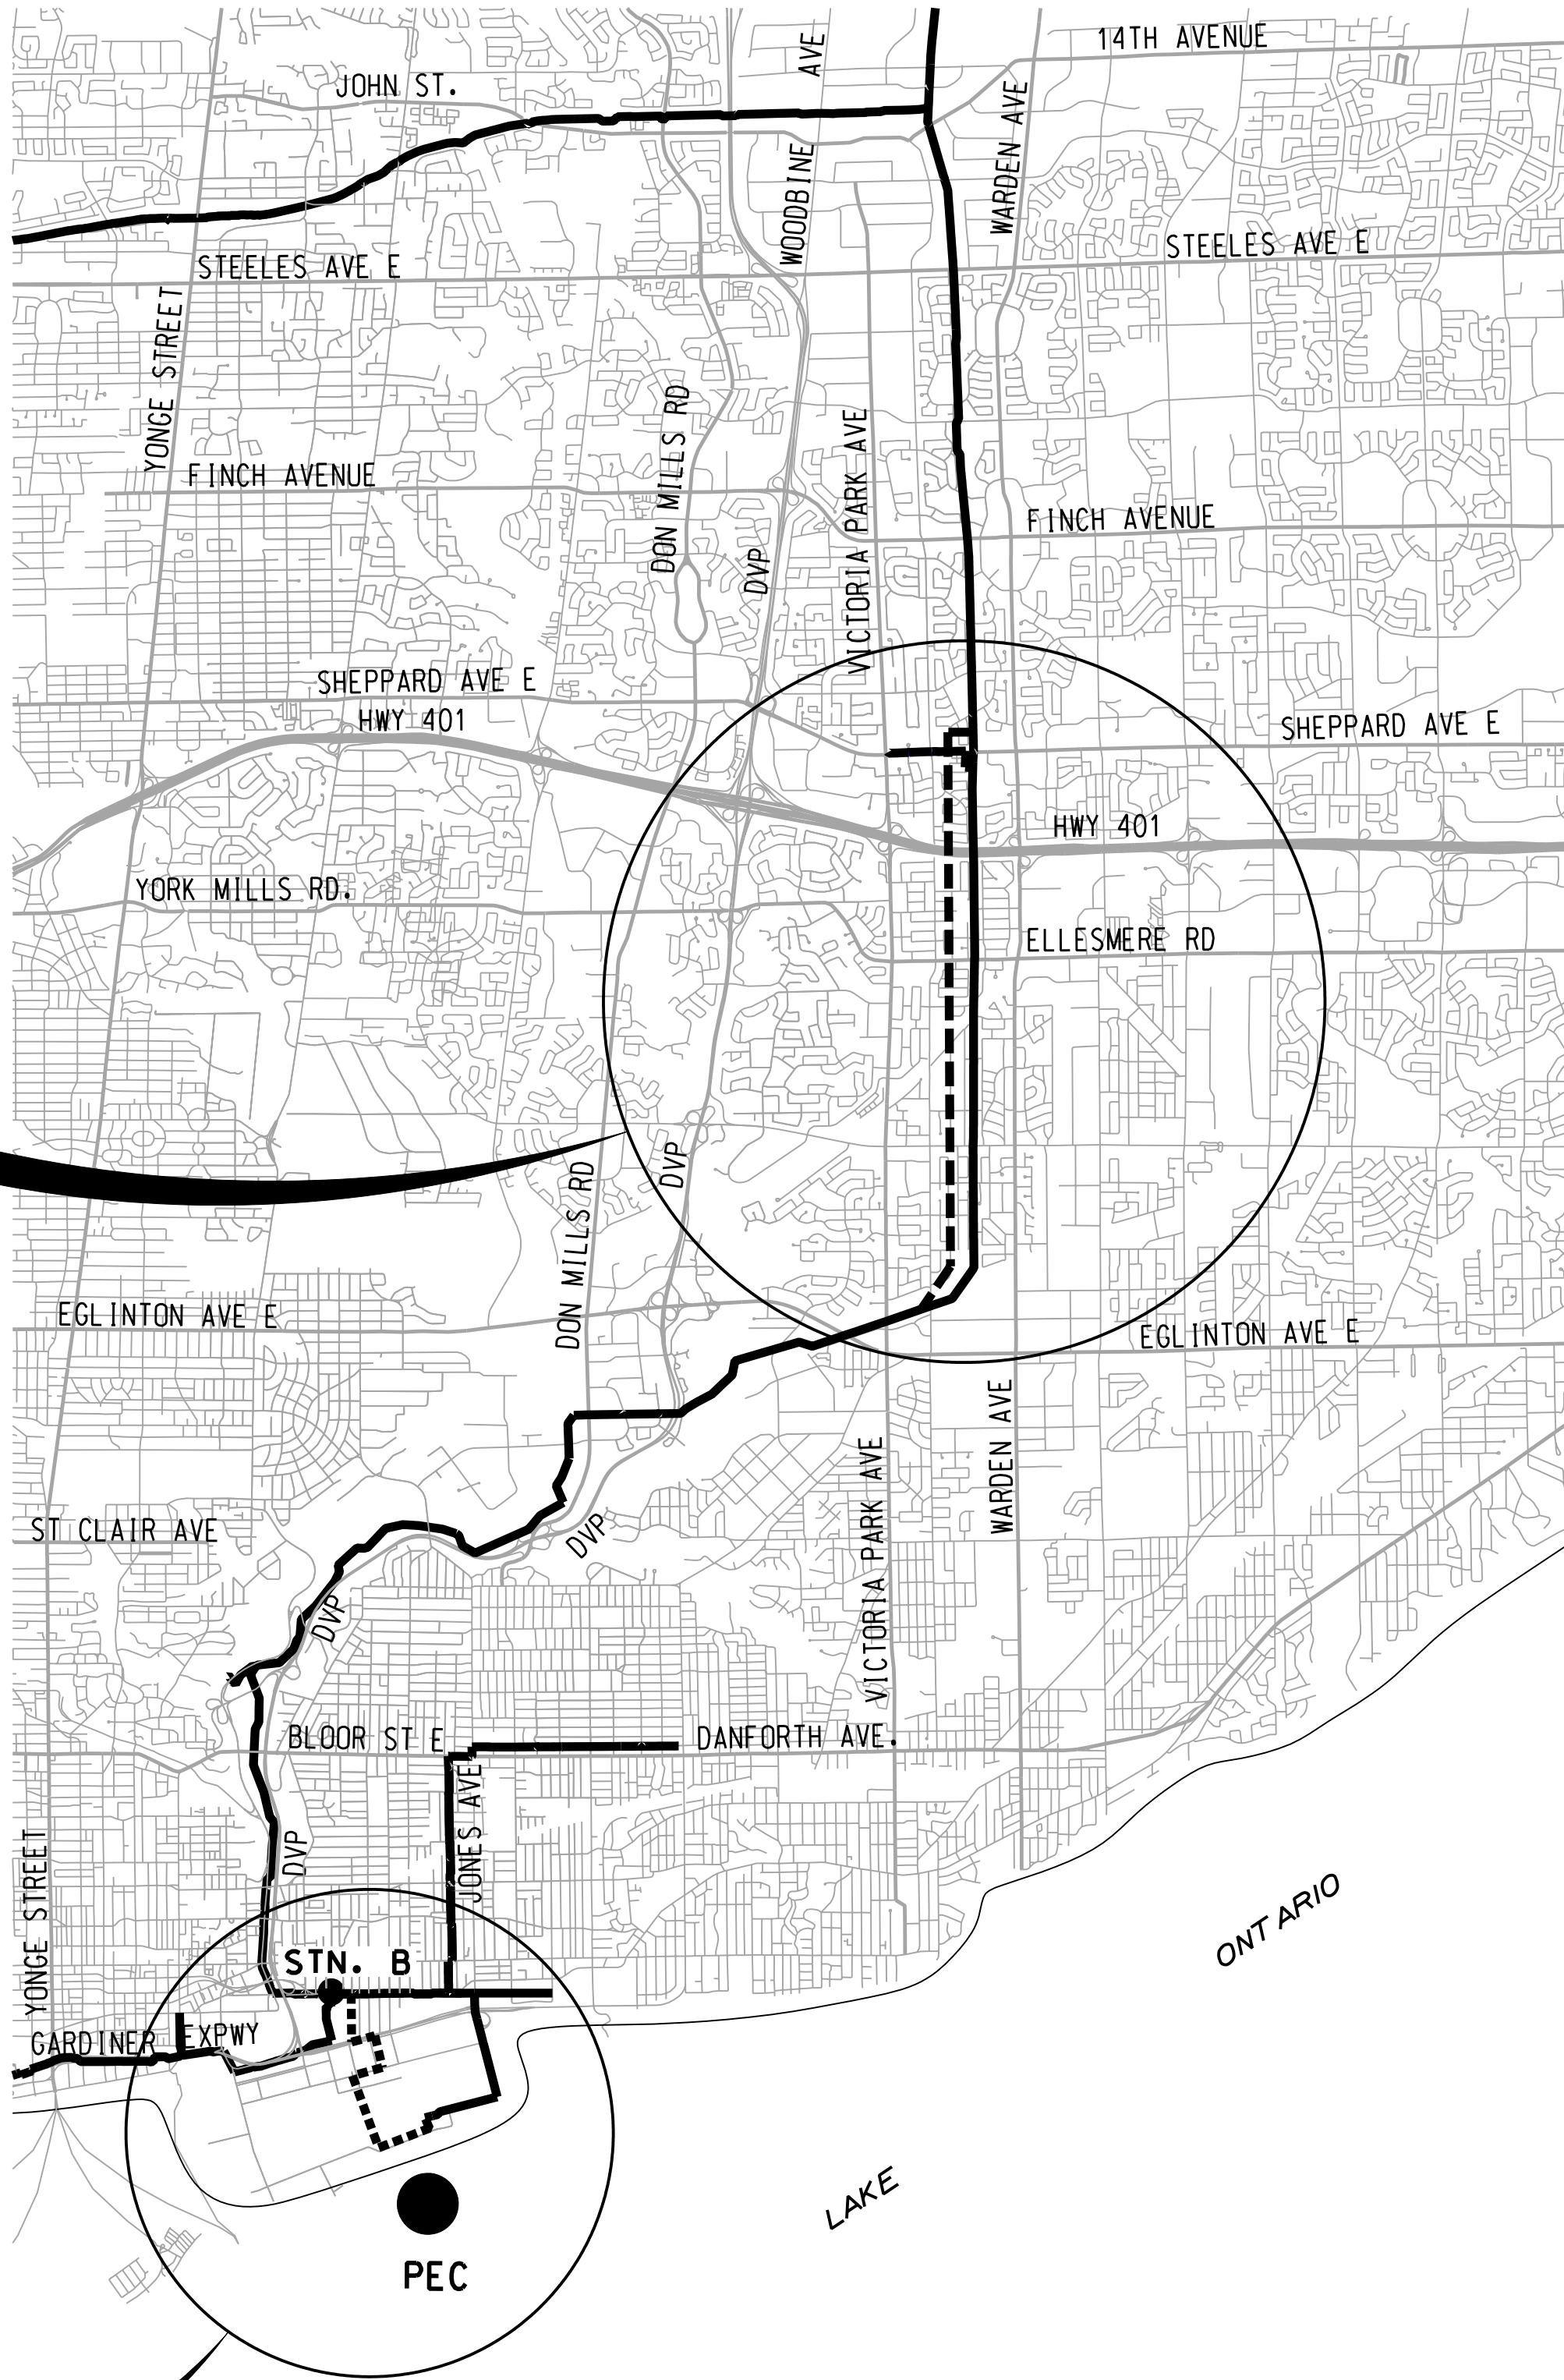 14TH AVENUE
AVE
JOHN ST.
WARDEN AVE
WOODBINE
STEELES AVE E
STEELES AVE E
YONGE STREET
DON MILLS RD
VICTORIA PARK AVE
FINCH AVENUE
FINCH AVENUE
DVP
SHEPPARD AVE E
HWY 401
SHEPPARD AVE E
HWY 401
YORK MILLS RD.
ELLESMERE RD
DVP
DON MILLS RD
EGLINTON AVE E
EGLINTON AVE E
WARDEN AVE
VICTORIA PARK AVE
ST CLAIR AVE
DVP
DVP
BLOOR ST E
DANFORTH AVE.
JONES AVE
DVP
YONGE STREET
STN. B
GARDINER EXPWY
LAKE ONTARIO
PEC